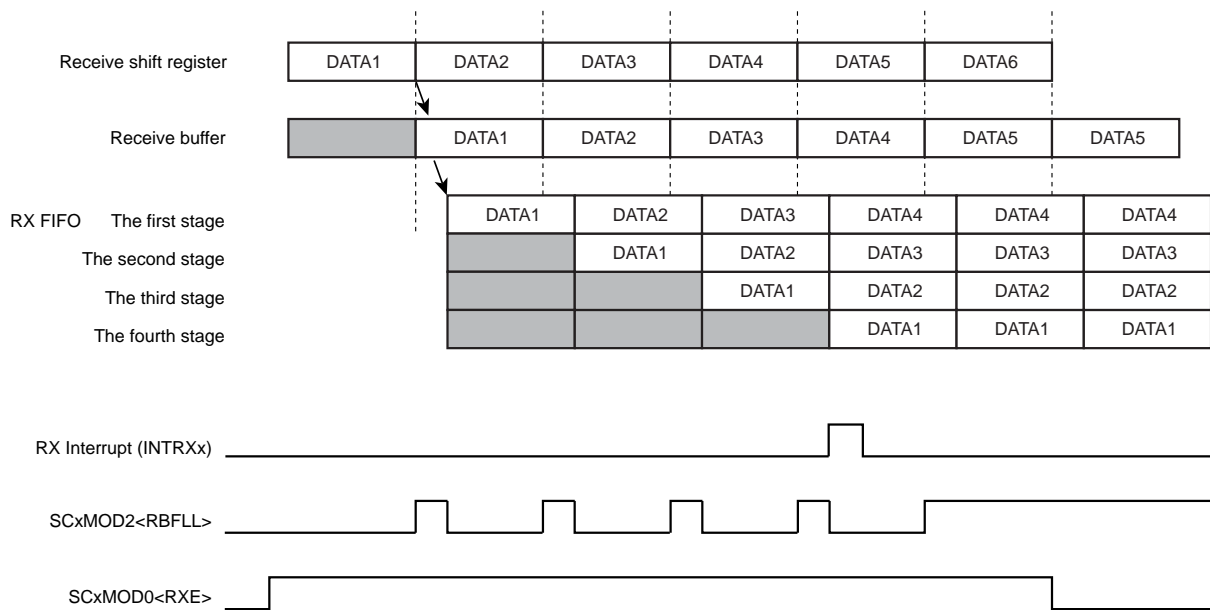 Receive shift register DATA1 DATA2 DATA3 DATA4 DATA5 DATA6
Receive buffer DATA1 DATA2 DATA3 DATA4 DATA5 DATA5
RX FIFO The first stage DATA1 DATA2 DATA3 DATA4 DATA4 DATA4
The second stage DATA1 DATA2 DATA3 DATA3 DATA3
The third stage DATA1 DATA2 DATA2 DATA2
The fourth stage DATA1 DATA1 DATA1
RX Interrupt (INTRXx)
SCxMOD2<RBFLL>
SCxMOD0<RXE>